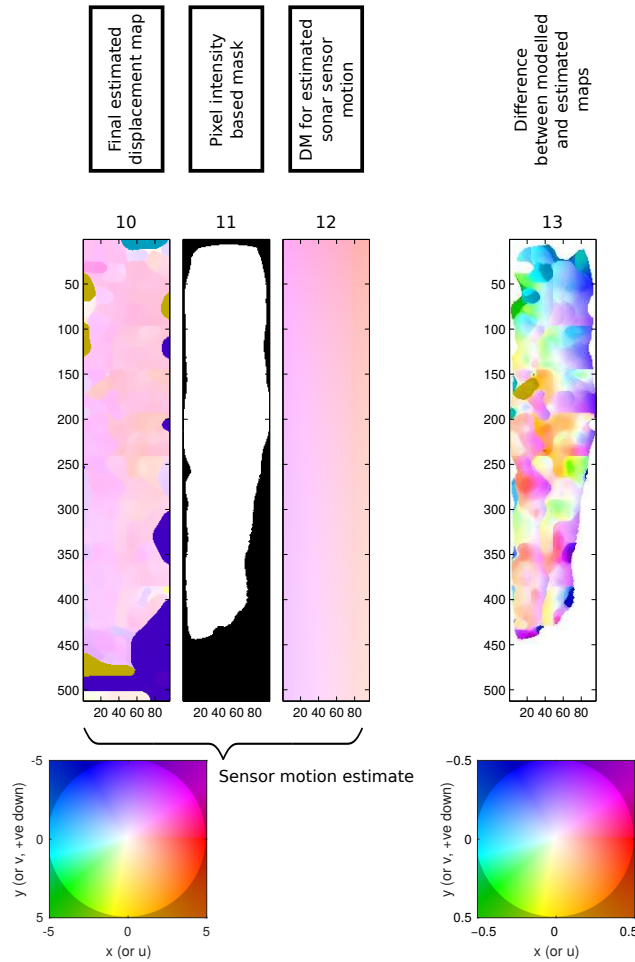 Final estimated
displacement map
Pixel intensity
based mask
DM for estimated
sonar sensor
motion
Difference
between modelled
and estimated
maps
10
11
12
13
50
100
150
200
250
300
350
400
450
500
20 40 60 80
20 40 60 80
20 40 60 80
50
100
150
200
250
300
350
400
450
500
20 40 60 80
Sensor motion estimate
y (or v, +ve down)
-5
0
5
-5 0 5
x (or u)
y (or v, +ve down)
−0.5
0
0.5
−0.5 0 0.5
x (or u)